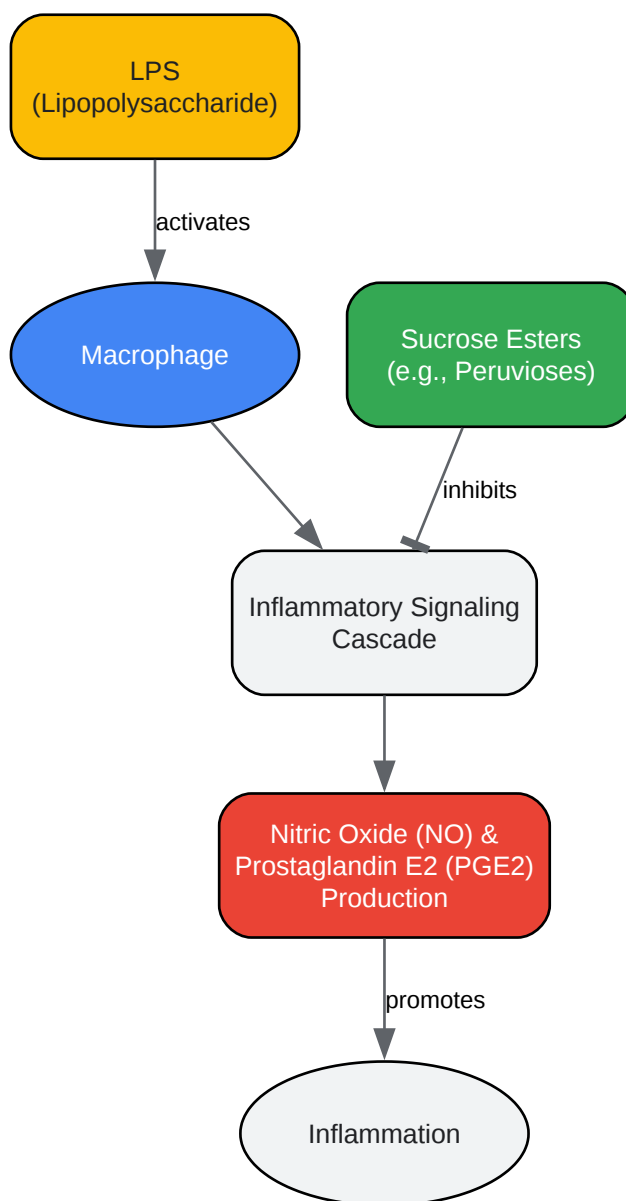 LPS
(Lipopolysaccharide)
activates
Macrophage
Sucrose Esters
(e.g., Peruvioses)
inhibits
Inflammatory Signaling
Cascade
Nitric Oxide (NO) &
Prostaglandin E2 (PGE2)
Production
promotes
Inflammation